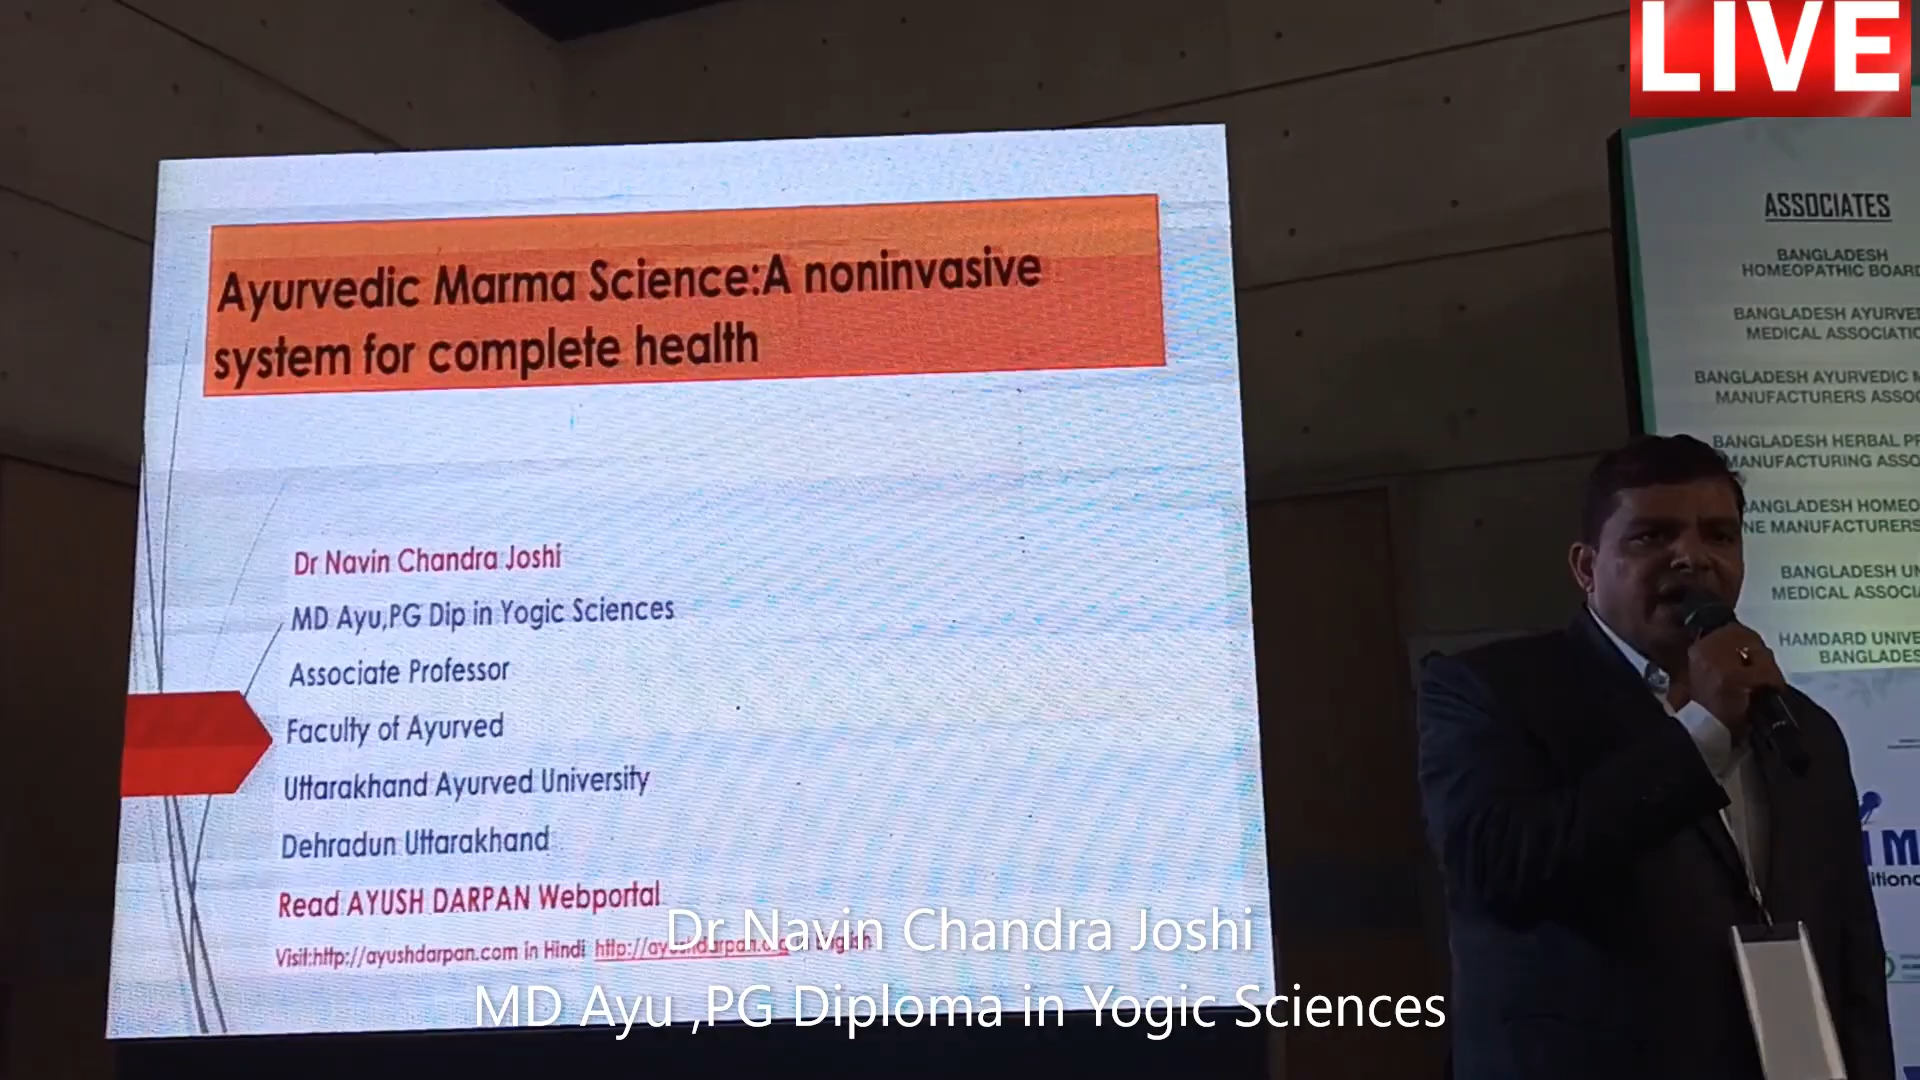 LIVE
Ayurvedic Marma Science:A noninvasive
system for complete health
Dr Navin Chandra Joshi
MD Ayu,PG Dip in Yogic Sciences
Associate Professor
Faculty of Ayurved
Uttarakhand Ayurved University
Dehradun Uttarakhand
Read AYUSH DARPAN Webportal
Visit:http://ayushdarpan.com in Hindi
Dr Navin Chandra Joshi
MD Ayu ,PG Diploma in Yogic Sciences
ASSOCIATES
BANGLADESH
HOMEOPATHIC BOARD
BANGLADESH
MEDICAL
BANGLADESH AYURVEDIC
MANUFACTURERS
BANGLADESH HERBAL
MANUFACTURING
MANUFACTURERS
BANGLADESH
MEDICAL
HAMDARD